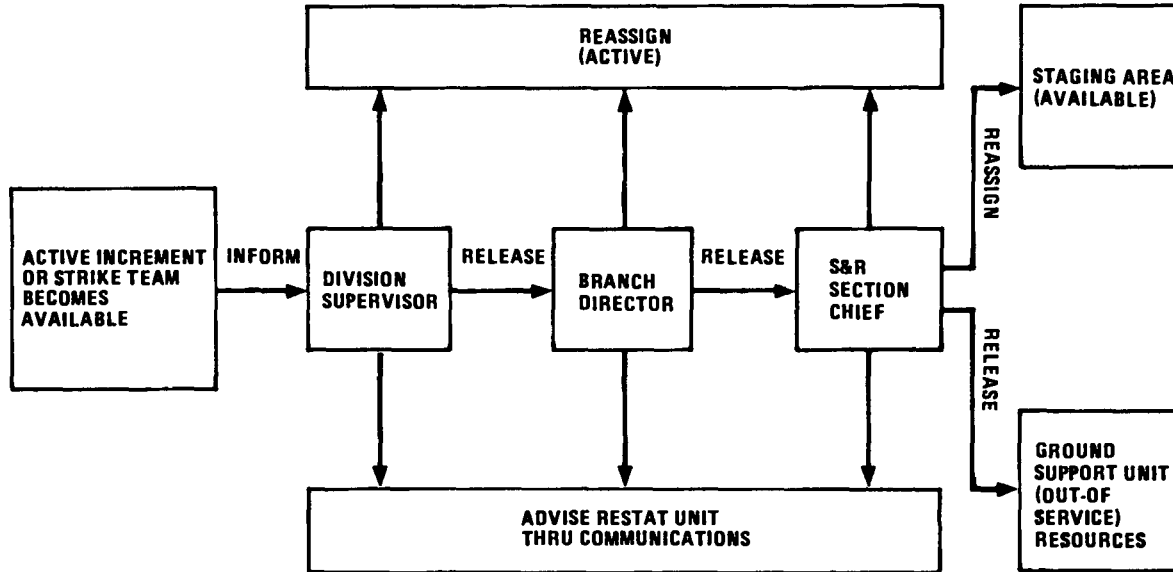 REASSIGN
(ACTIVE)
STAGING AREA
(AVAILABLE)
REASSIGN
ACTIVE INCREMENT
OR STRIKE TEAM
BECOMES
AVAILABLE
INFORM
DIVISION
SUPERVISOR
RELEASE
BRANCH
DIRECTOR
RELEASE
S&R
SECTION
CHIEF
RELEASE
GROUND
SUPPORT UNIT
(OUT-OF
SERVICE)
RESOURCES
ADVISE RESTAT UNIT
THRU COMMUNICATIONS